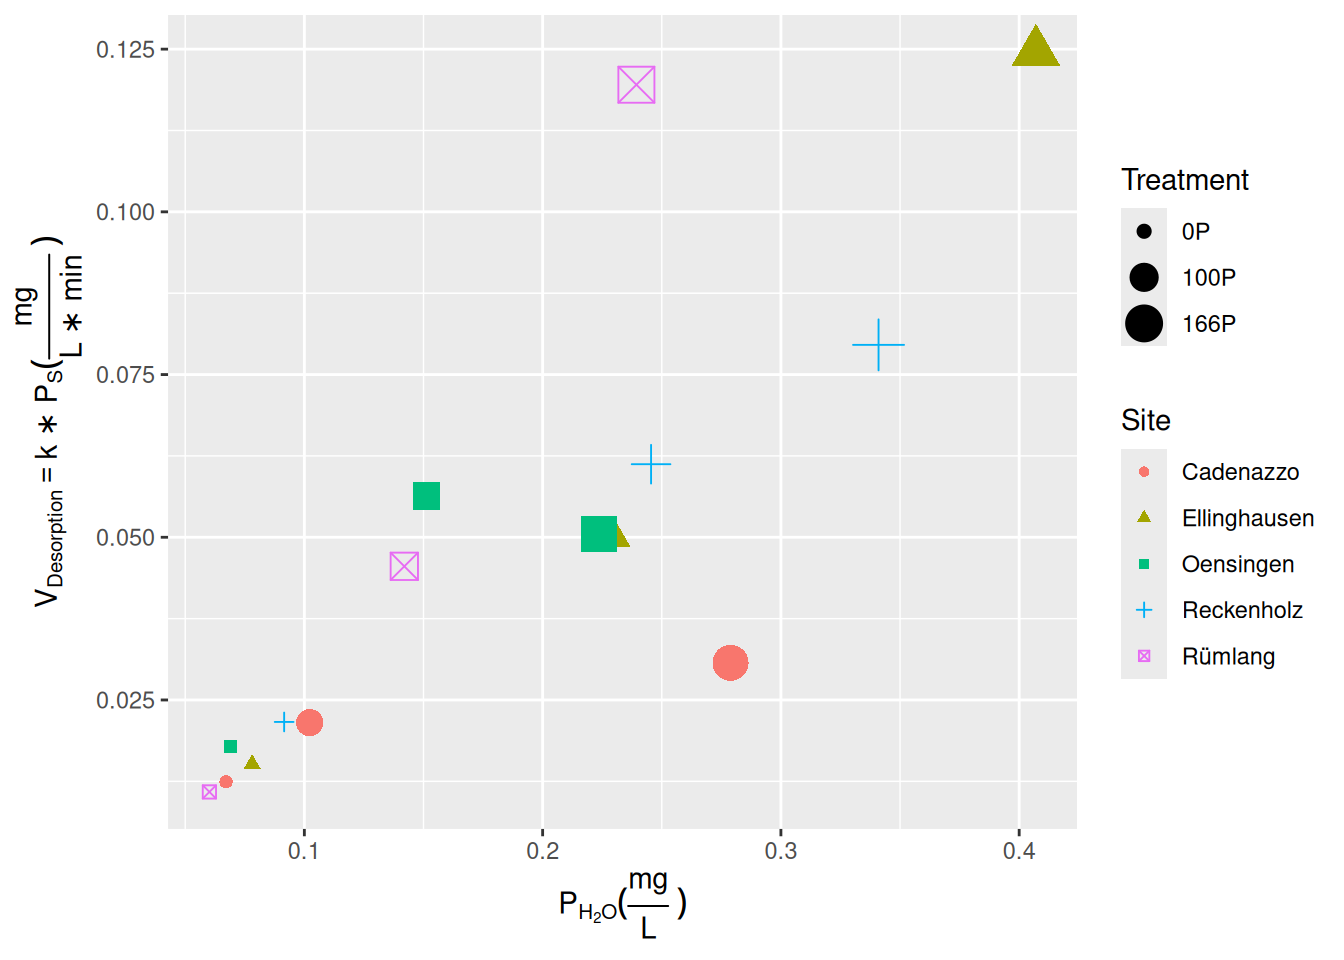 0.125
0.100
0.075
0.050
0.025
V_Desorption = k * P_S(mg / L * min)
0.1 0.2 0.3 0.4
P_H₂O(mg / L)
Treatment
0P
100P
166P
Site
Cadenazzo
Ellinghausen
Oensingen
Reckenholz
Rümlang